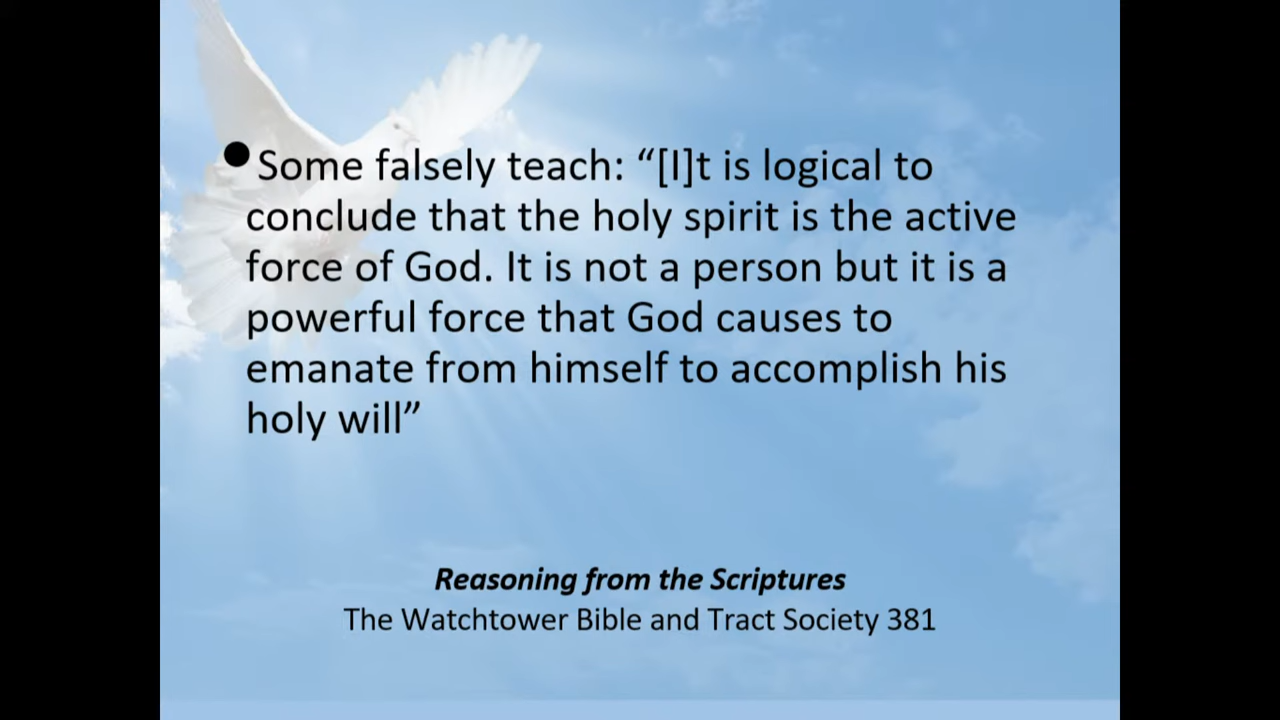 •Some falsely teach: “[I]t is logical to
conclude that the holy spirit is the active
force of God. It is not a person but it is a
powerful force that God causes to
emanate from himself to accomplish his
holy will”
Reasoning from the Scriptures
The Watchtower Bible and Tract Society 381